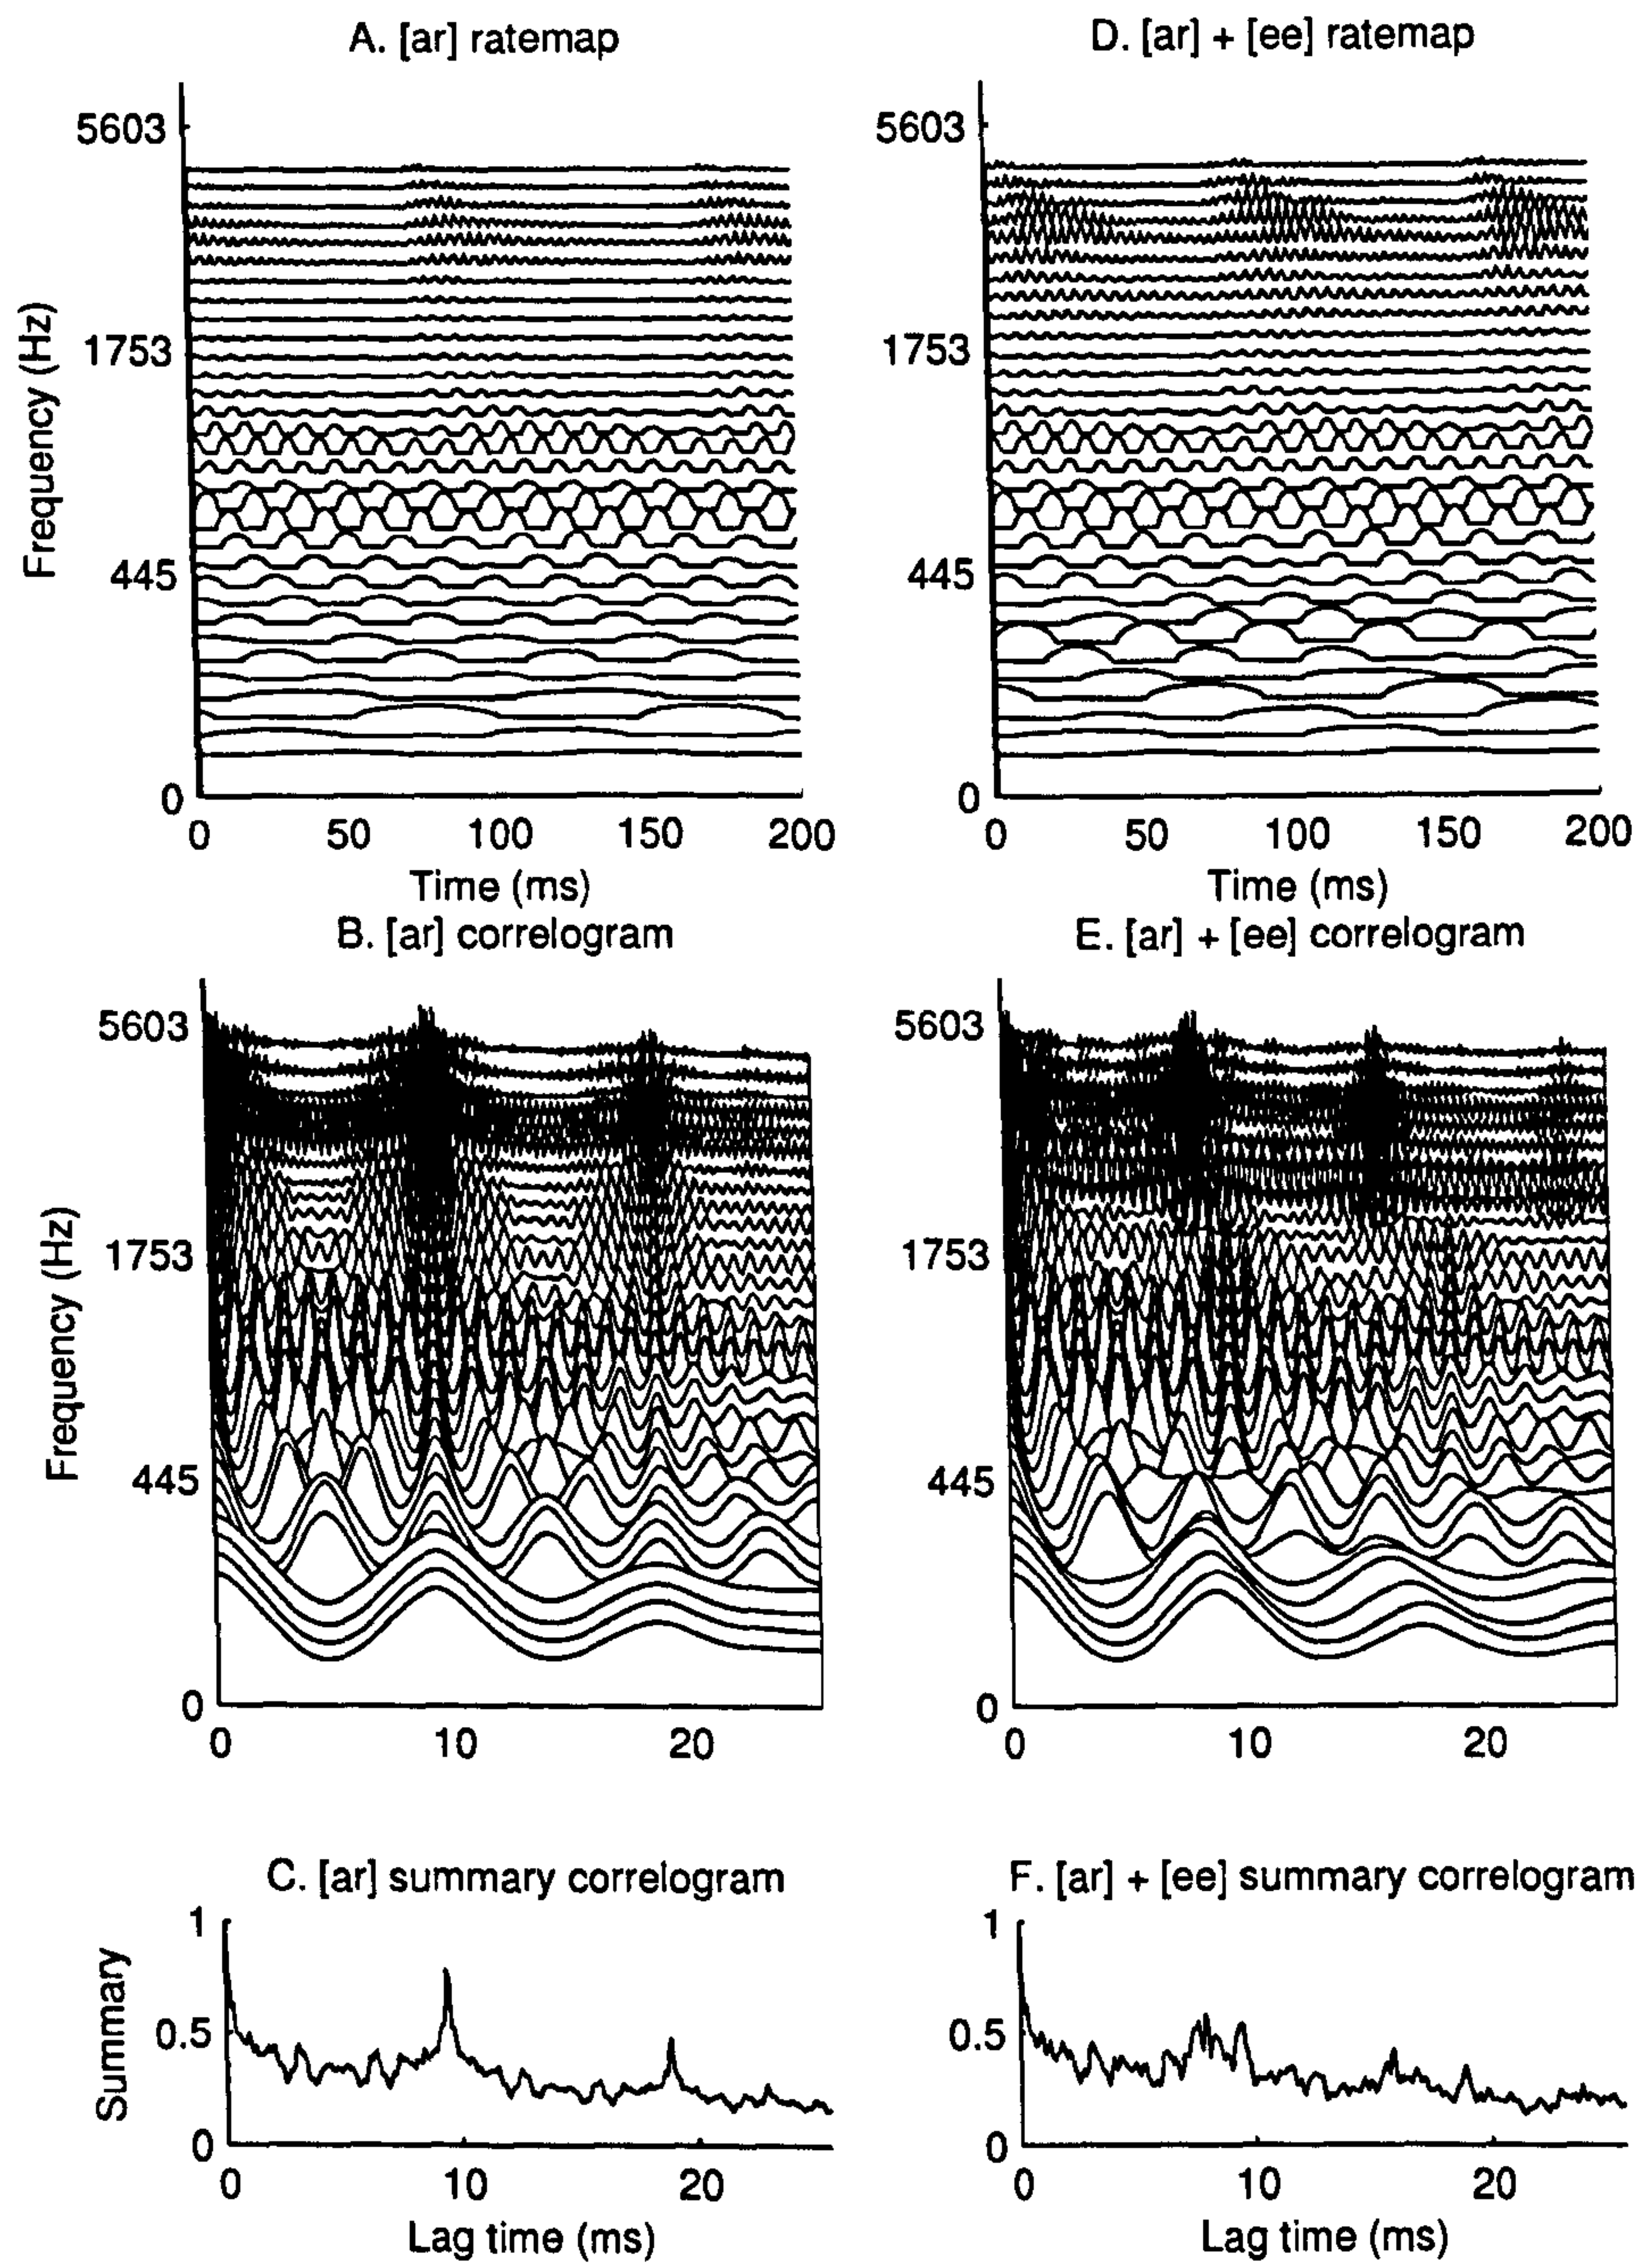 A. [ar] ratemap
5603
1753
445
0
Frequency (Hz)
0 50 100 150 200
Time (ms)
D. [ar] + [ee] ratemap
5603
1753
445
0
0 50 100 150 200
Time (ms)
B. [ar] correlogram
5603
1753
445
0
Frequency (Hz)
0 10 20
E. [ar] + [ee] correlogram
5603
1753
445
0
0 10 20
C. [ar] summary correlogram
1
0.5
0
Summary
0 10 20
Lag time (ms)
F. [ar] + [ee] summary correlogram
1
0.5
0
0 10 20
Lag time (ms)